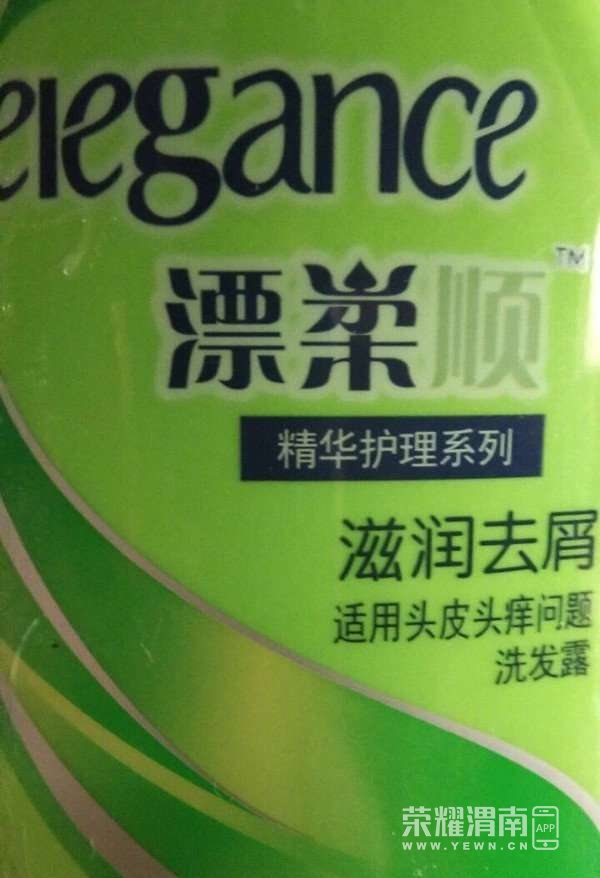 elegance
漂柔顺 TM
精华护理系列
滋润去屑
适用头皮头痒问题
洗发露
荣耀渭南 APP
WWW.YEWN.CN